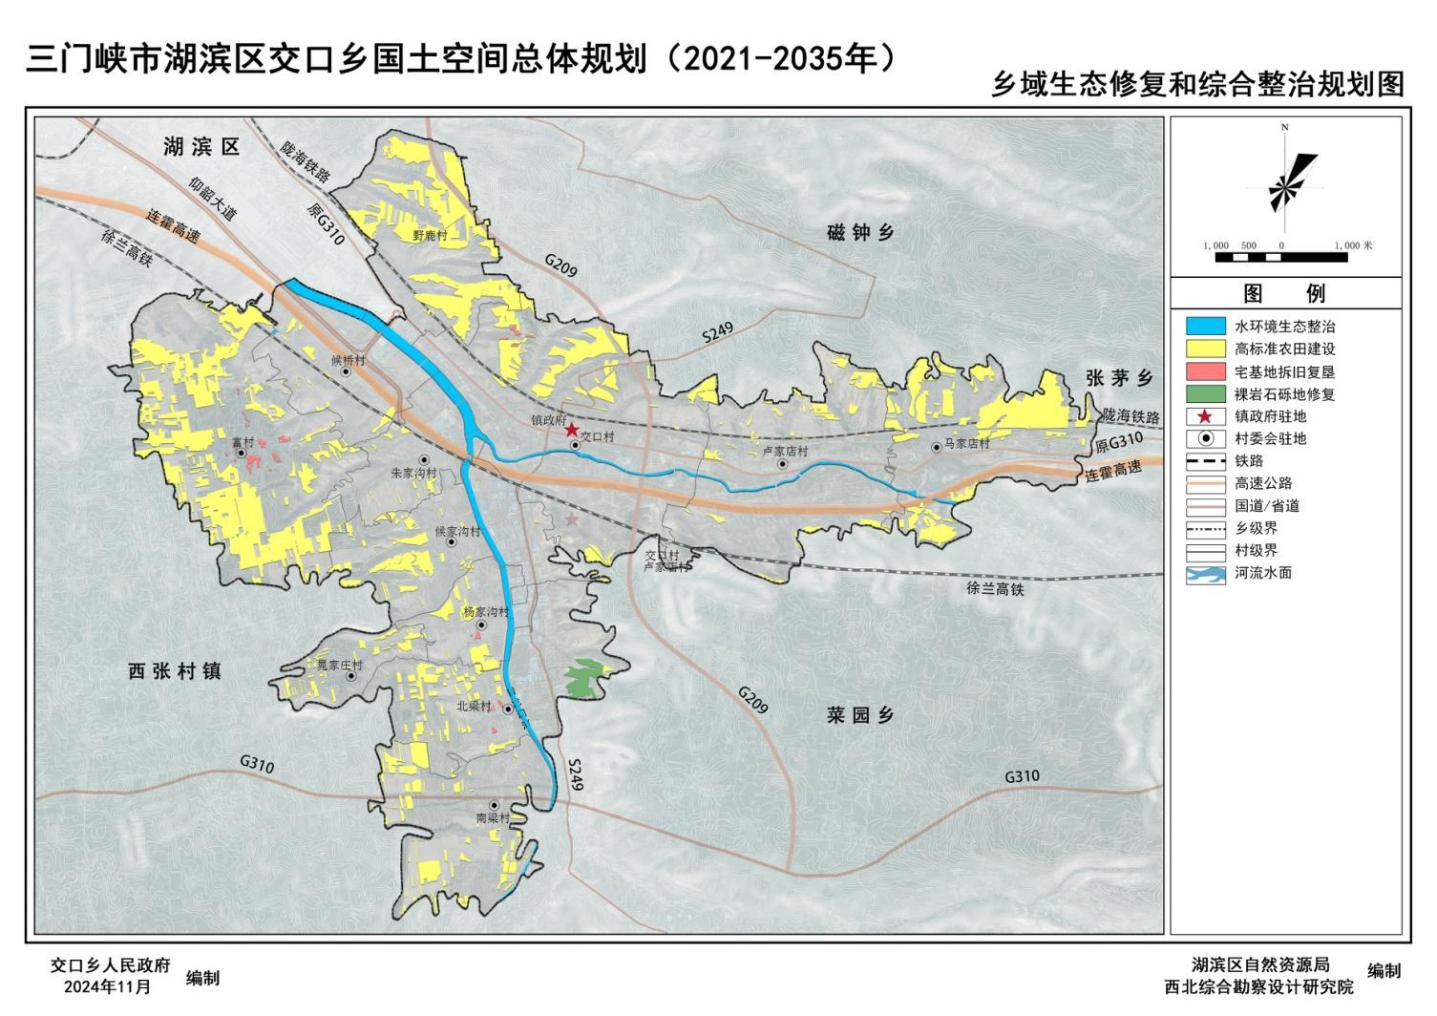 三门峡市湖滨区交口乡国土空间总体规划（2021-2035年）
乡域生态修复和综合整治规划图
湖滨区
陇海铁路
仰韶大道
原G310
连霍高速
徐兰高铁
野鹿村
磁钟乡
G209
S249
候桥村
张茅乡
镇政府
交口村
陇海铁路
富村
卢家店村
马家店村
原G310
朱家沟村
连霍高速
候家沟村
交口村
卢家店村
徐兰高铁
杨家沟村
西张村镇
晁家庄村
北梁村
G209
菜园乡
G310
S249
G310
南梁村
N
1,000 500 0 1,000 米
图 例
水环境生态整治
高标准农田建设
宅基地拆旧复垦
裸岩石砾地修复
镇政府驻地
村委会驻地
铁路
高速公路
国道/省道
乡级界
村级界
河流水面
交口乡人民政府
2024年11月
编制
湖滨区自然资源局
西北综合勘察设计研究院
编制